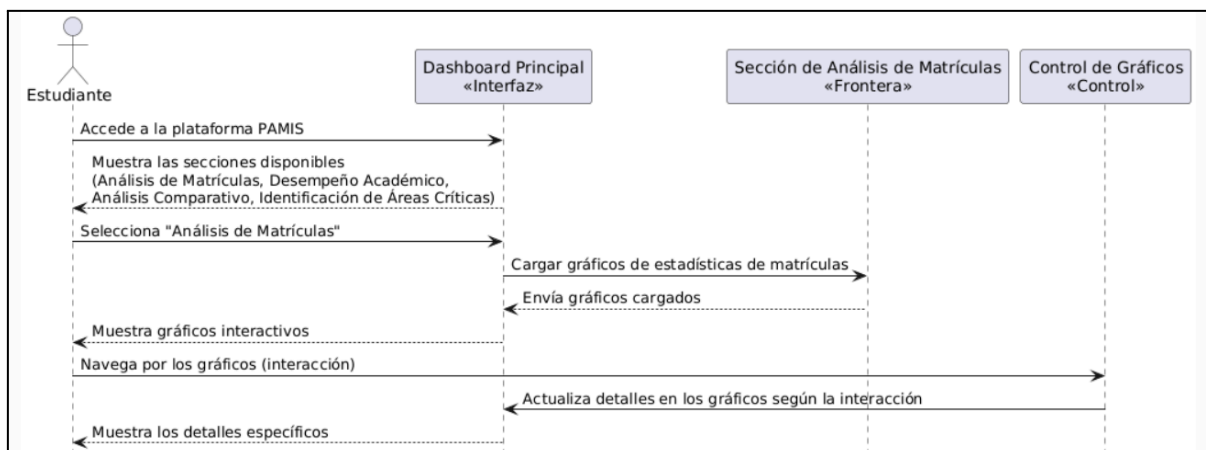 Dashboard Principal
«Interfaz»
Sección de Análisis de Matrículas
«Frontera»
Control de Gráficos
«Control»
Estudiante
Accede a la plataforma PAMIS
Muestra las secciones disponibles
(Análisis de Matrículas, Desempeño Académico,
Análisis Comparativo, Identificación de Áreas Críticas)
Selecciona "Análisis de Matrículas"
Cargar gráficos de estadísticas de matrículas
Envía gráficos cargados
Muestra gráficos interactivos
Navega por los gráficos (interacción)
Actualiza detalles en los gráficos según la interacción
Muestra los detalles específicos